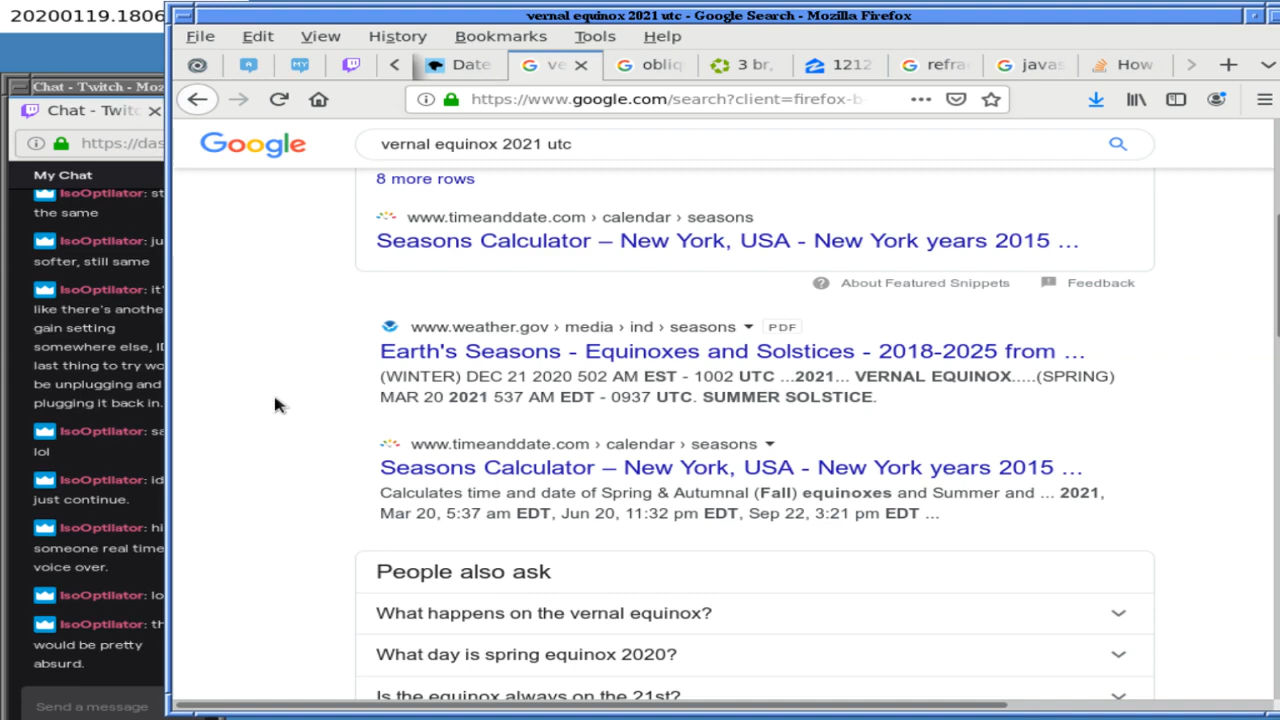 20200119.1806
vernal equinox 2021 utc - Google Search - Mozilla Firefox
File Edit View History Bookmarks Tools Help
Date
ve
obliq
3 br,
1212
refra
javas
How
https://www.google.com/search?client=firefox-b-
Chat - Twitch - Moz
Chat - Twitc
https://das
My Chat
IsoOptilator: st
the same
IsoOptilator: ju
softer, still same
IsoOptilator: it'
like there's anothe
gain setting
somewhere else, I
last thing to try wo
be unplugging and
plugging it back in.
IsoOptilator: sa
lol
IsoOptilator: id
just continue.
IsoOptilator: hi
someone real time
voice over.
IsoOptilator: lo
IsoOptilator: th
would be pretty
absurd.
Send a message
Google
vernal equinox 2021 utc
8 more rows
www.timeanddate.com › calendar › seasons
Seasons Calculator – New York, USA - New York years 2015 ...
About Featured Snippets
Feedback
www.weather.gov › media › ind › seasons PDF
Earth's Seasons - Equinoxes and Solstices - 2018-2025 from ...
(WINTER) DEC 21 2020 502 AM EST - 1002 UTC ...2021... VERNAL EQUINOX.....(SPRING)
MAR 20 2021 537 AM EDT - 0937 UTC. SUMMER SOLSTICE.
www.timeanddate.com › calendar › seasons
Seasons Calculator – New York, USA - New York years 2015 ...
Calculates time and date of Spring & Autumnal (Fall) equinoxes and Summer and ... 2021,
Mar 20, 5:37 am EDT, Jun 20, 11:32 pm EDT, Sep 22, 3:21 pm EDT ...
People also ask
What happens on the vernal equinox?
What day is spring equinox 2020?
Is the equinox always on the 21st?